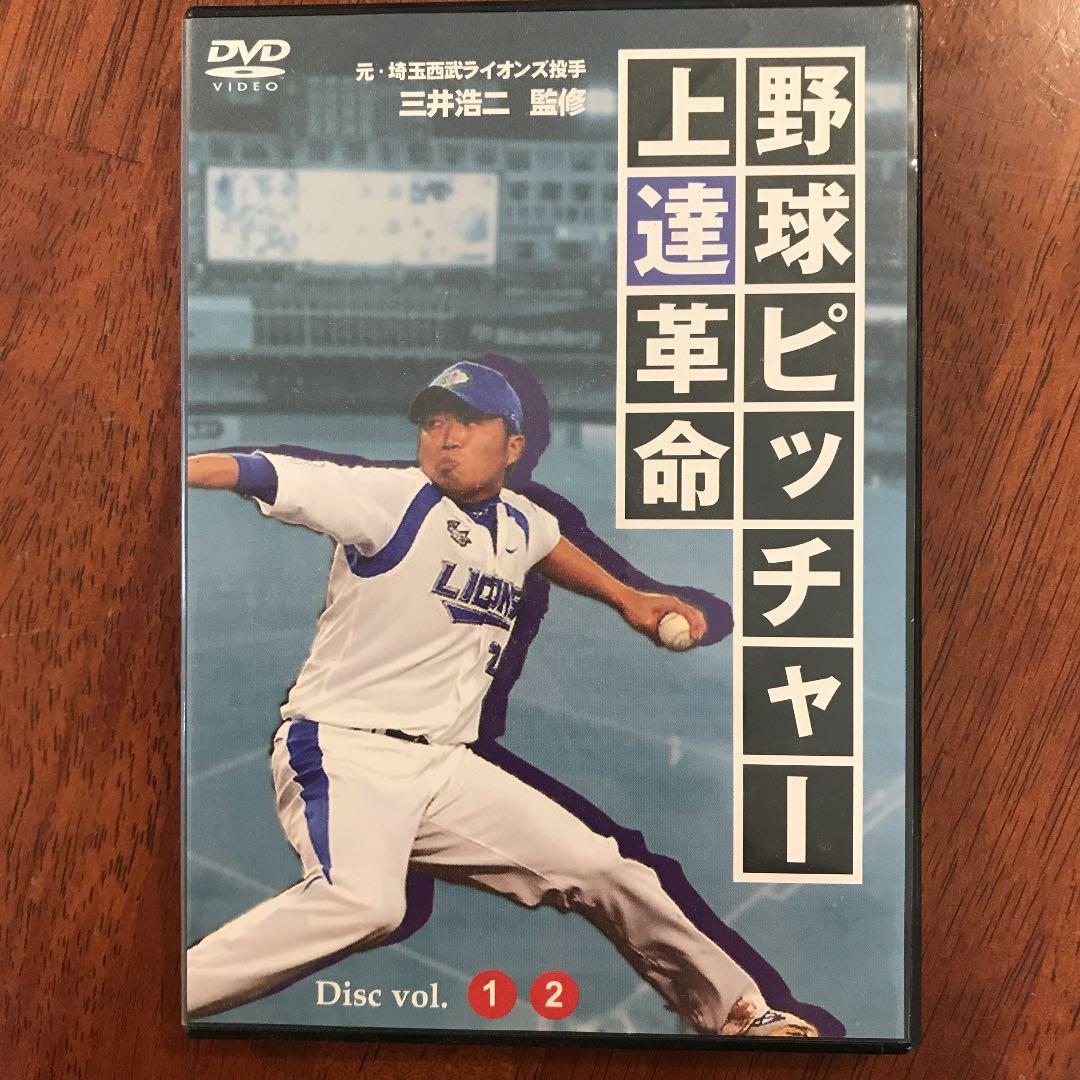 DVD
VIDEO
元・埼玉西武ライオンズ投手
三井浩二 監修
野球ピッチャー
上達革命
LIONS
2
Disc vol. 1 2